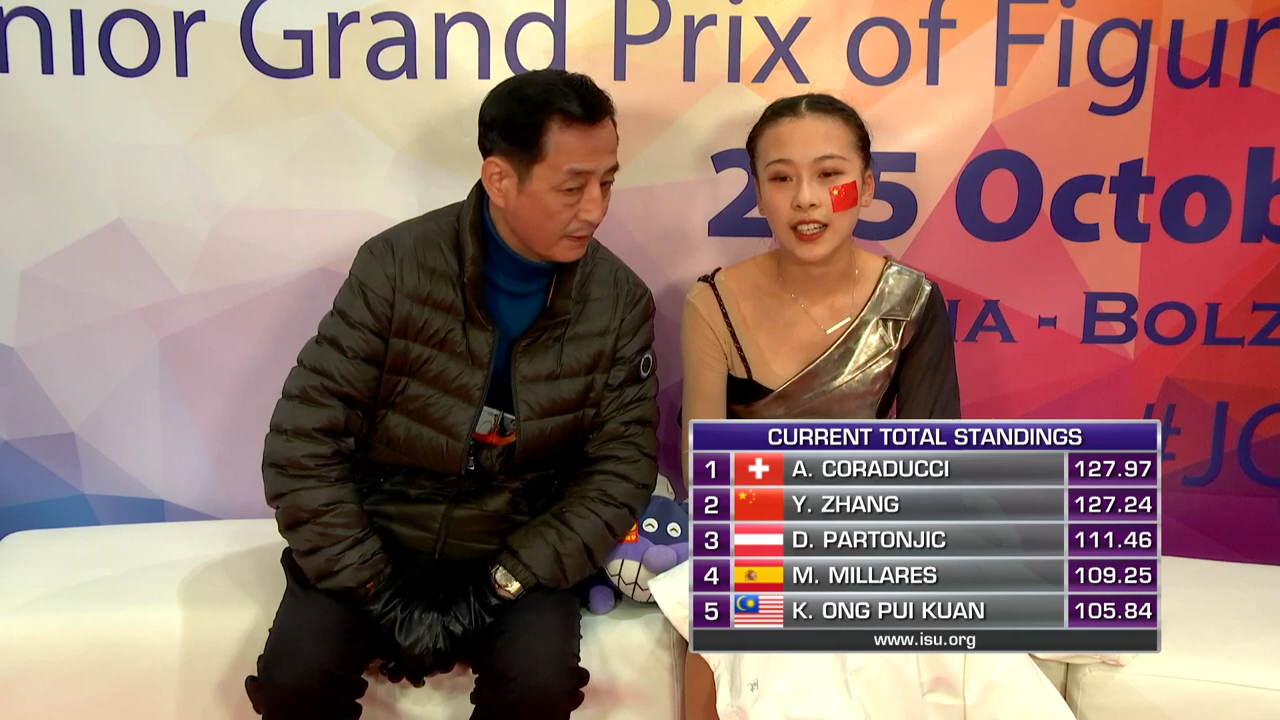 nior Grand Prix of Figur
2 5 Octob
IA - BOLZ
#JG
CURRENT TOTAL STANDINGS
1 A. CORADUCCI 127.97
2 Y. ZHANG 127.24
3 D. PARTONJIC 111.46
4 M. MILLARES 109.25
5 K. ONG PUI KUAN 105.84
www.isu.org